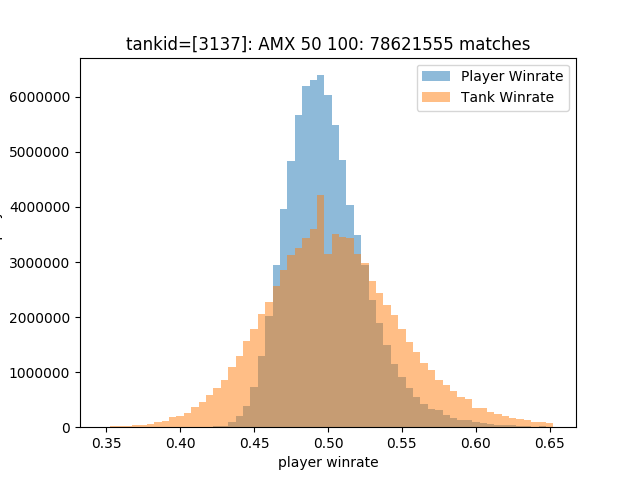 tankid=[3137]: AMX 50 100: 78621555 matches
Player Winrate
Tank Winrate
6000000
5000000
4000000
3000000
2000000
1000000
0
0.35 0.40 0.45 0.50 0.55 0.60 0.65
player winrate